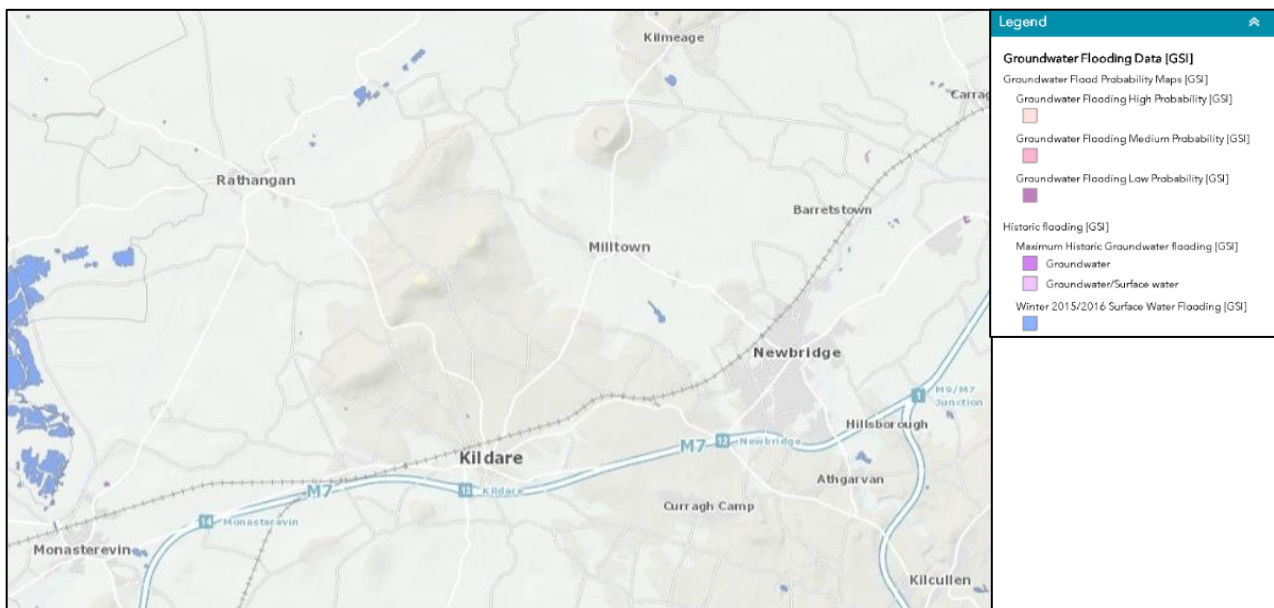 Kilmeage
Carrag
Rathangan
Barretstown
Milltown
Newbridge
M9/M7
Junction
1
Hillsborough
M7
12 Newbridge
Kildare
Athgarvan
M7
13 Kildare
Curragh Camp
14 Monasterevin
Monasterevin
Kilcullen
Legend
Groundwater Flooding Data [GSI]
Groundwater Flood Probability Maps [GSI]
Groundwater Flooding High Probability [GSI]
Groundwater Flooding Medium Probability [GSI]
Groundwater Flooding Low Probability [GSI]
Historic flooding [GSI]
Maximum Historic Groundwater flooding [GSI]
Groundwater
Groundwater/Surface water
Winter 2015/2016 Surface Water Flooding [GSI]